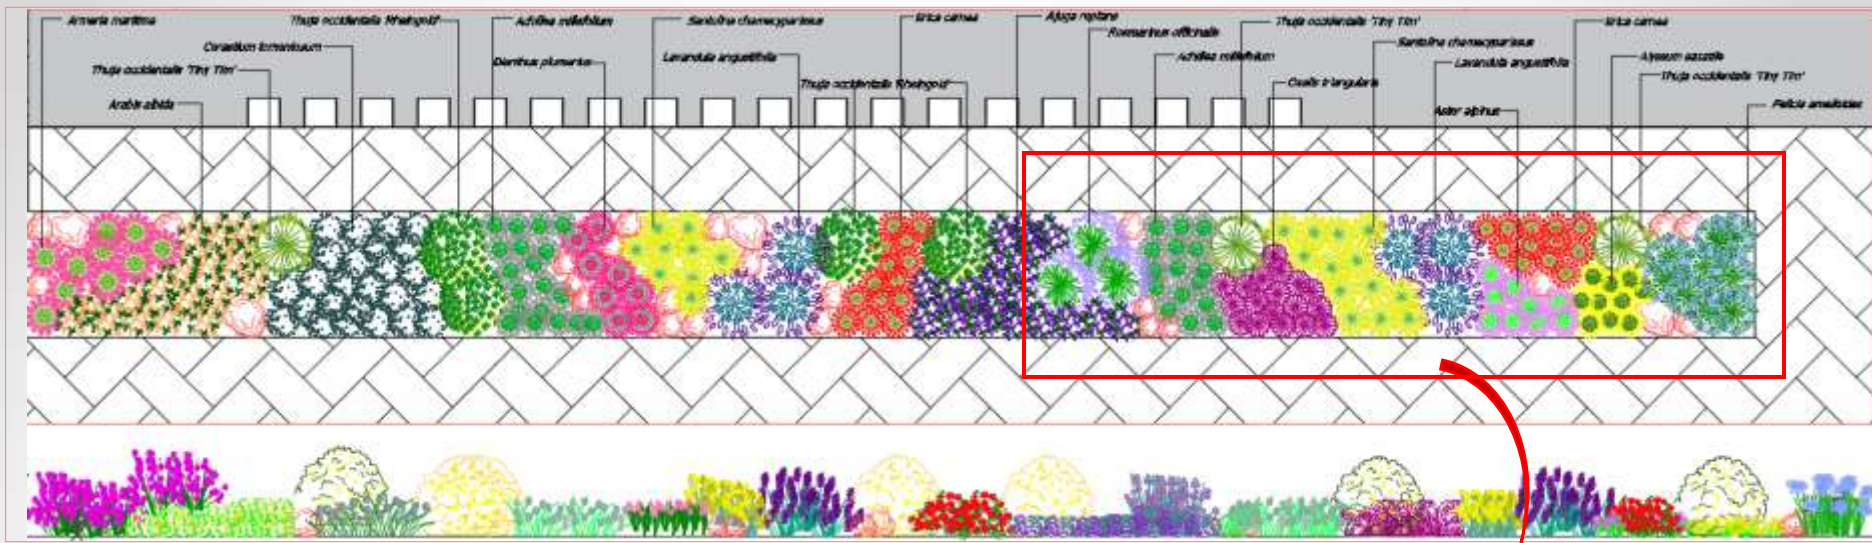 Armeria maritima
Thuja occidentalis 'Rheingold'
Achillea millefolium
Santolina chamecyparissus
Erica carnea
Ajuga reptans
Thuja occidentalis 'Tiny Tim'
Erica carnea
Rosmarinus officinalis
Cerastium tomentosum
Santolina chamecyparissus
Dianthus plumarius
Lavandula angustifolia
Achillea millefolium
Lavandula angustifolia
Alyssum saxatile
Thuja occidentalis 'Tiny Tim'
Thuja occidentalis 'Rheingold'
Oxalis triangularis
Thuja occidentalis 'Tiny Tim'
Arabis albida
Aster alpinus
Felicia amelloides